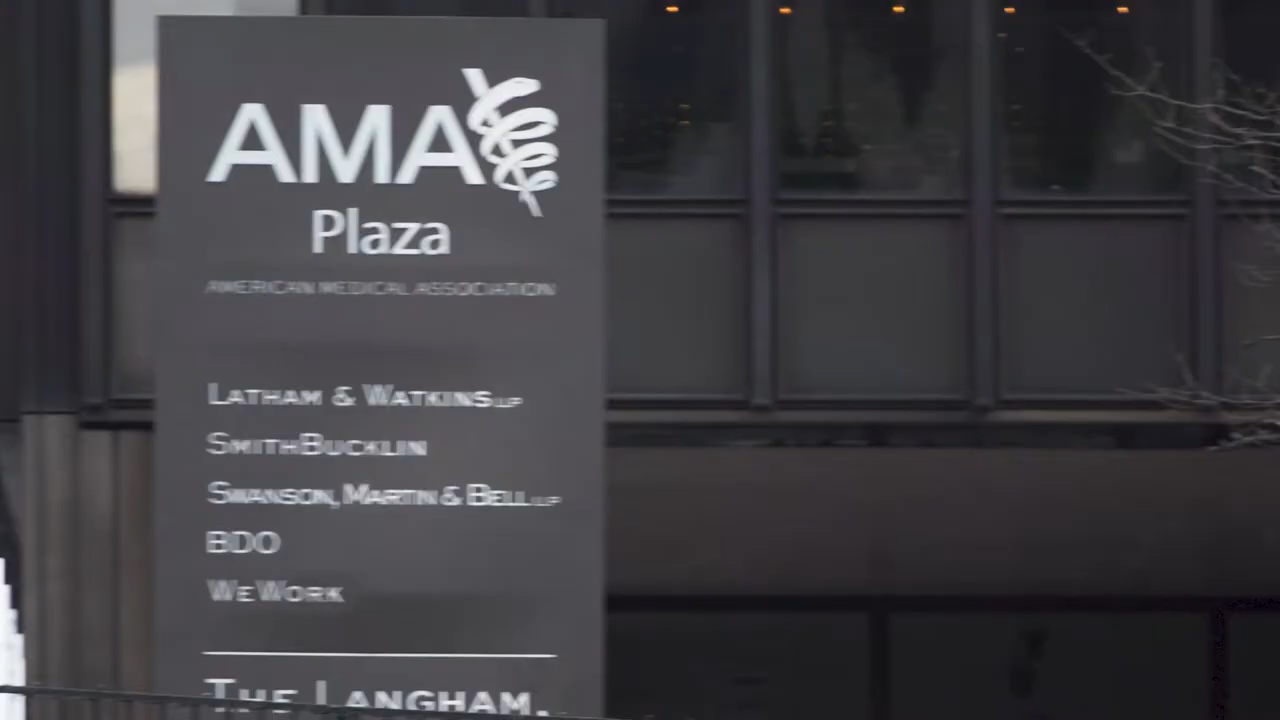 AMA
Plaza
AMERICAN MEDICAL ASSOCIATION
LATHAM & WATKINS LLP
SMITHBUCKLIN
SWANSON, MARTIN & BELL LLP
BDO
WEWORK
THE LANGHAM.